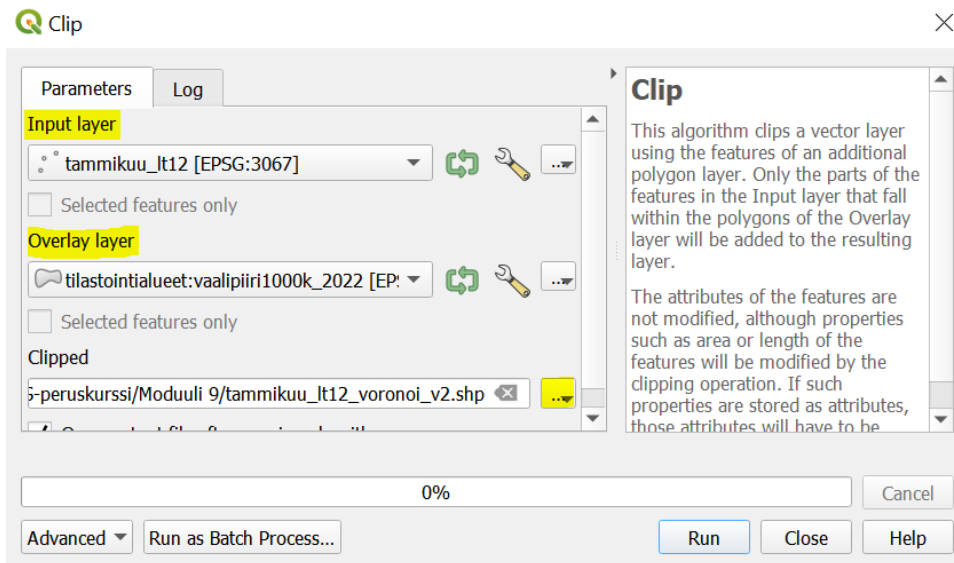 Clip
Parameters
Log
Input layer
tammikuu_lt12 [EPSG:3067]
...
Selected features only
Overlay layer
tilastointialueet:vaalipiiri1000k_2022 [EP
...
Selected features only
Clipped
-peruskurssi/Moduuli 9/tammikuu_lt12_voronoi_v2.shp
...
Clip
This algorithm clips a vector layer
using the features of an additional
polygon layer. Only the parts of the
features in the Input layer that fall
within the polygons of the Overlay
layer will be added to the resulting
layer.
The attributes of the features are
not modified, although properties
such as area or length of the
features will be modified by the
clipping operation. If such
properties are stored as attributes,
those attributes will have to be
0%
Cancel
Advanced
Run as Batch Process...
Run
Close
Help